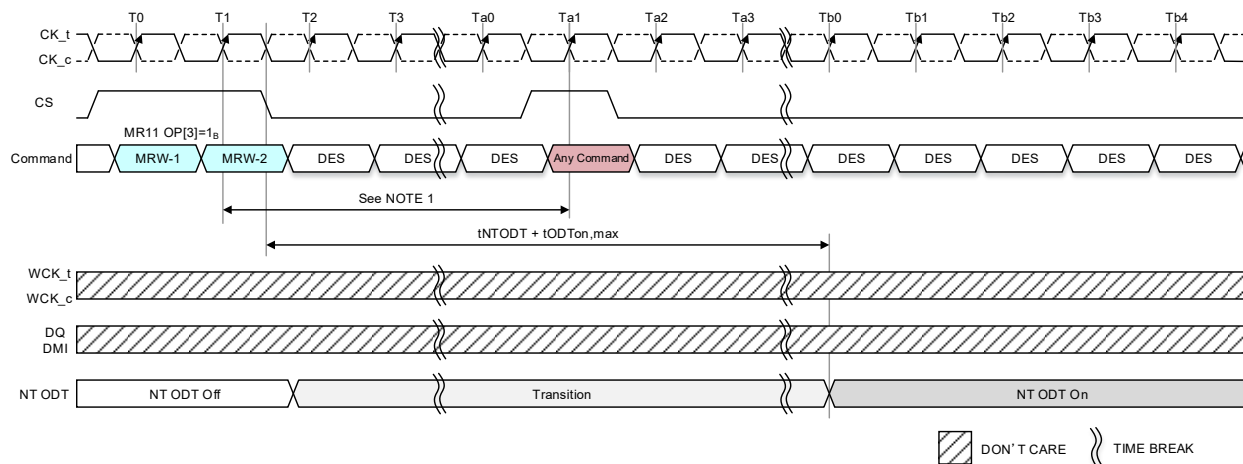 T0 T1 T2 T3 Ta0 Ta1 Ta2 Ta3 Tb0 Tb1 Tb2 Tb3 Tb4
CK_t
CK_c
CS
MR11 OP[3]=1B
Command MRW-1 MRW-2 DES DES DES Any Command DES DES DES DES DES DES DES
See NOTE 1
tNTODT + tODTon,max
WCK_t
WCK_c
DQ
DMI
NT ODT NT ODT Off Transition NT ODT On
DON'T CARE TIME BREAK